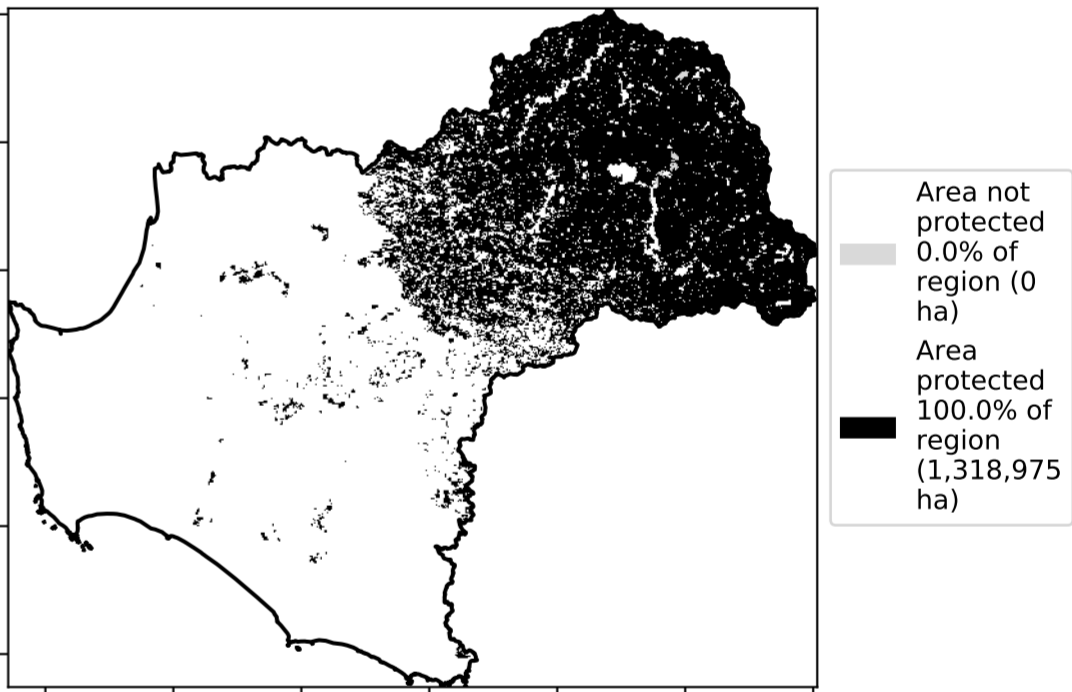 Area not
protected
0.0% of
region (0
ha)
Area
protected
100.0% of
region
(1,318,975
ha)